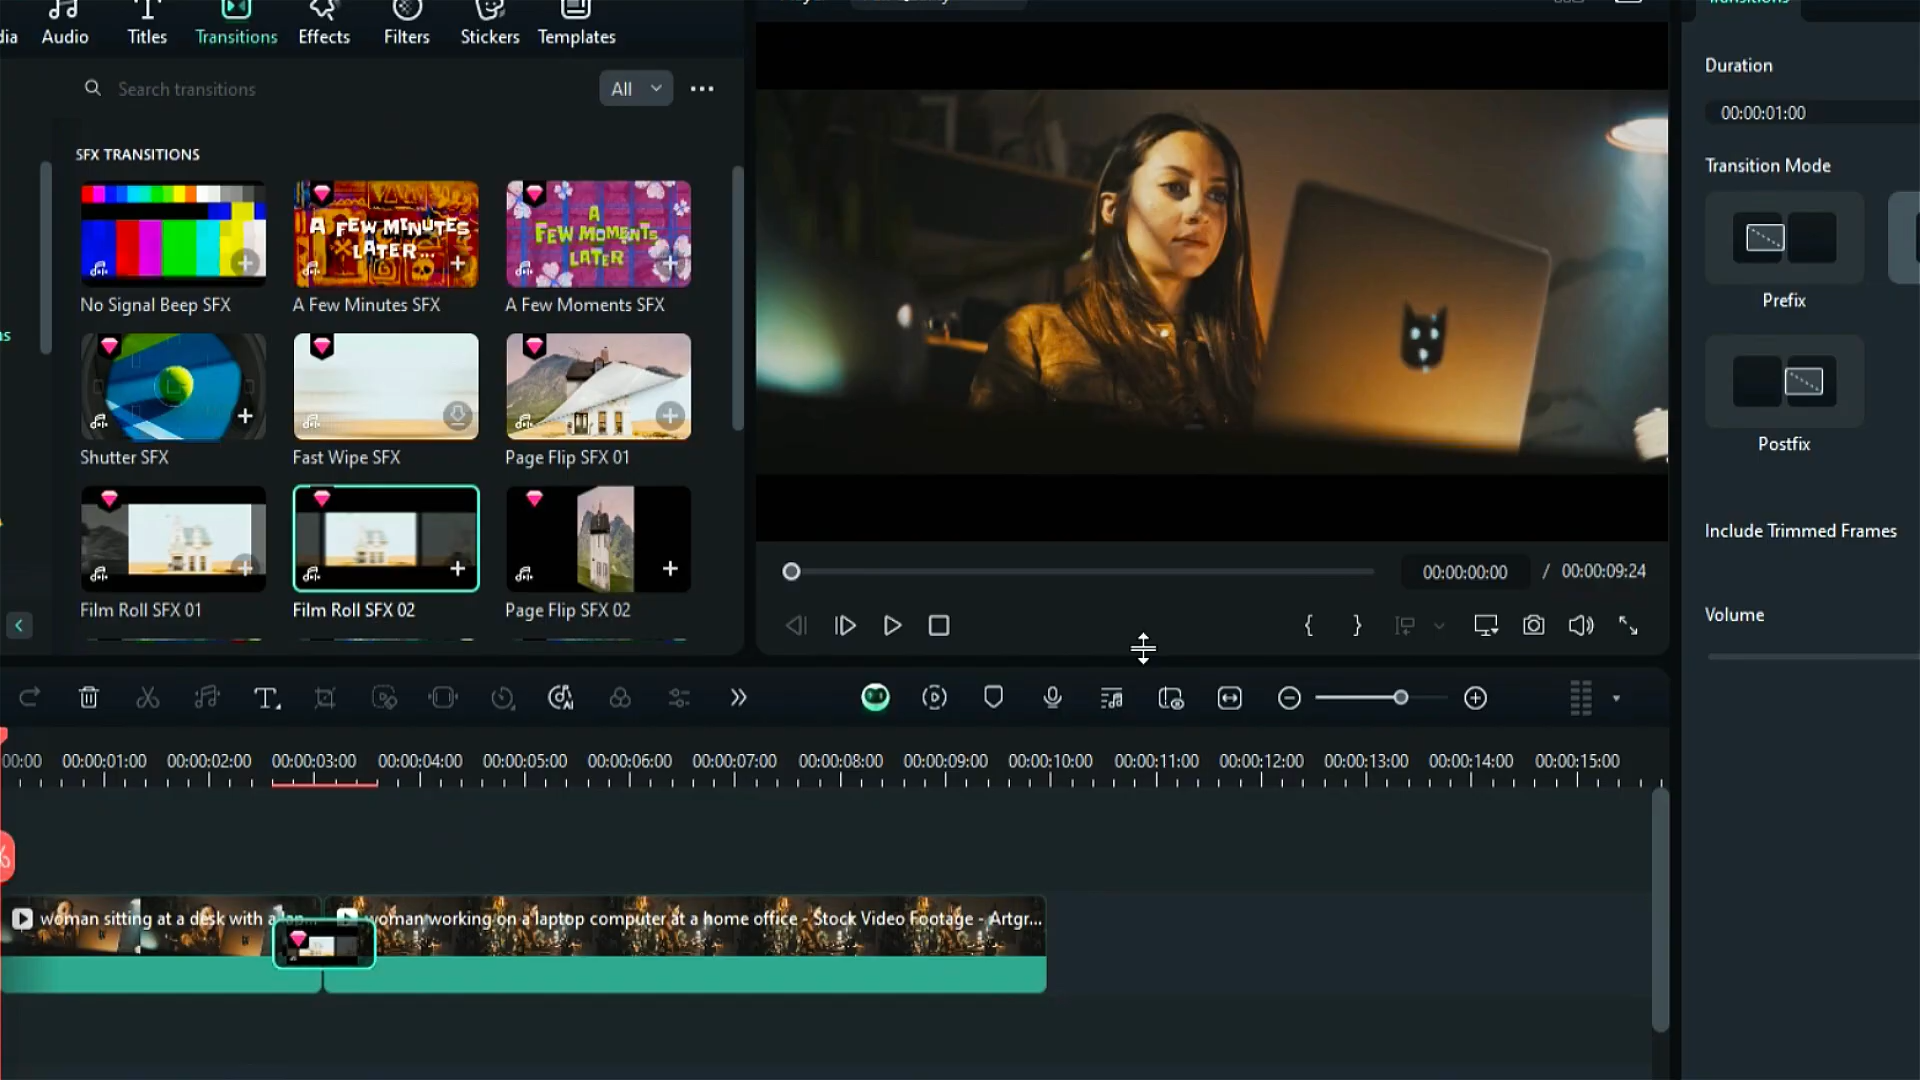 Audio
Titles
Transitions
Effects
Filters
Stickers
Templates
Search transitions
All
SFX TRANSITIONS
A FEW MINUTES LATER...
A FEW MOMENTS LATER
No Signal Beep SFX
A Few Minutes SFX
A Few Moments SFX
Shutter SFX
Fast Wipe SFX
Page Flip SFX 01
Film Roll SFX 01
Film Roll SFX 02
Page Flip SFX 02
00:00:00:00 / 00:00:09:24
Duration
00:00:01:00
Transition Mode
Prefix
Postfix
Include Trimmed Frames
Volume
00:00 00:00:01:00 00:00:02:00 00:00:03:00 00:00:04:00 00:00:05:00 00:00:06:00 00:00:07:00 00:00:08:00 00:00:09:00 00:00:10:00 00:00:11:00 00:00:12:00 00:00:13:00 00:00:14:00 00:00:15:00
woman sitting at a desk with a lap...
woman working on a laptop computer at a home office - Stock Video Footage - Artgr...